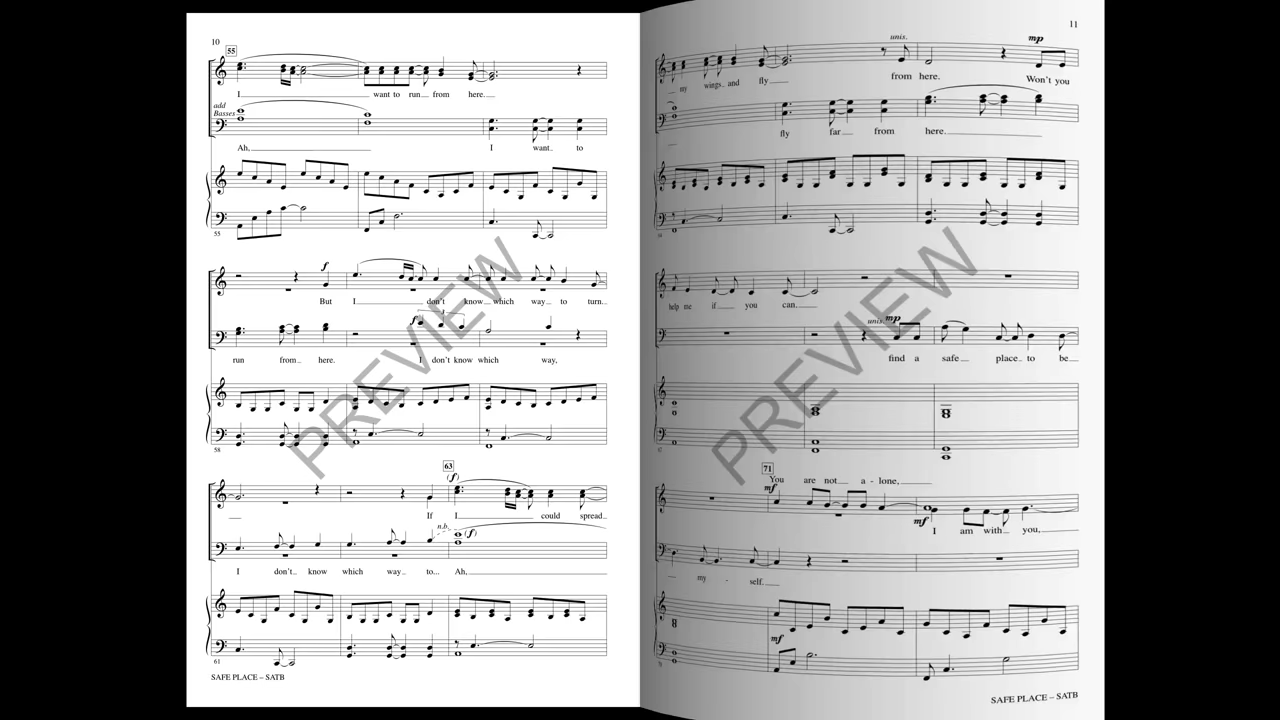 10
55
I want to run from here.
add
Basses
Ah, I want to
55
f
But I don't know which way to turn.
f 3
run from here. I don't know which way,
58
63
(f)
If I could spread
n.b. (f)
I don't know which way to... Ah,
61
SAFE PLACE – SATB
PREVIEW
11
unis. mp
my wings and fly from here. Won't you
fly far from here.
64
help me if you can.
unis. mp
find a safe place to be
67
71
mf You are not a - lone,
mf
I am with you,
my - self.
mf
70
SAFE PLACE – SATB
PREVIEW